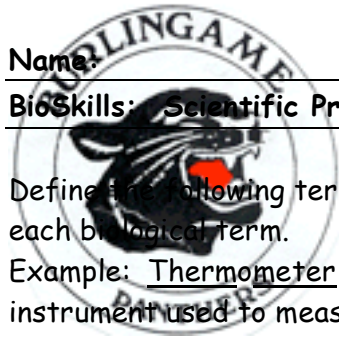 BURLINGAME
Name:
BioSkills: Scientific Pr
Define the following ter
each biological term.
Example: Thermometer
instrument used to meas
PANTHERS